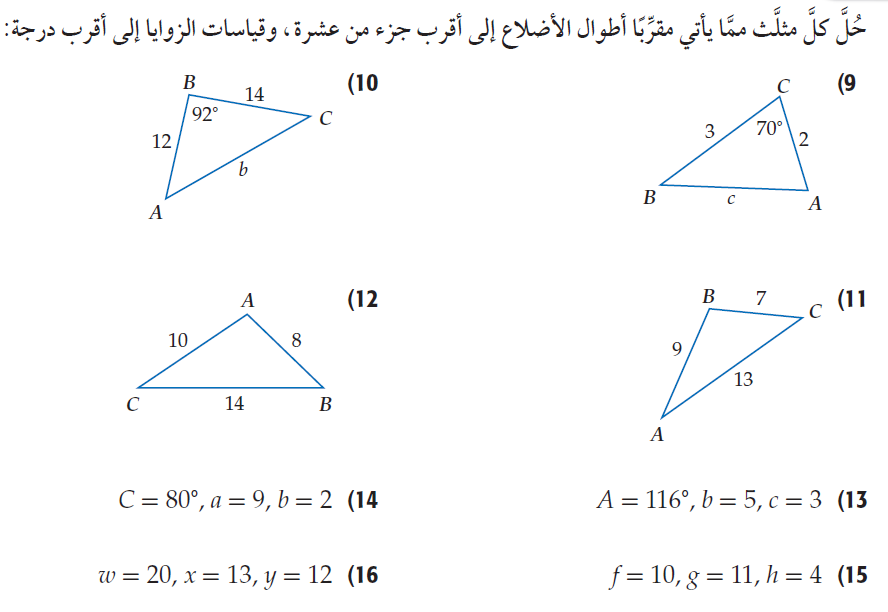 حُلَّ كلَّ مثلَّث ممَّا يأتي مقرِّبًا أطوال الأضلاع إلى أقرب جزء من عشرة، وقياسات الزوايا إلى أقرب درجة:
(9
C
70°
3
2
B
c
A
(10
B
14
92°
C
12
b
A
(11
B
7
C
9
13
A
(12
A
10
8
C
14
B
(13 A = 116°, b = 5, c = 3
(14 C = 80°, a = 9, b = 2
(15 f = 10, g = 11, h = 4
(16 w = 20, x = 13, y = 12